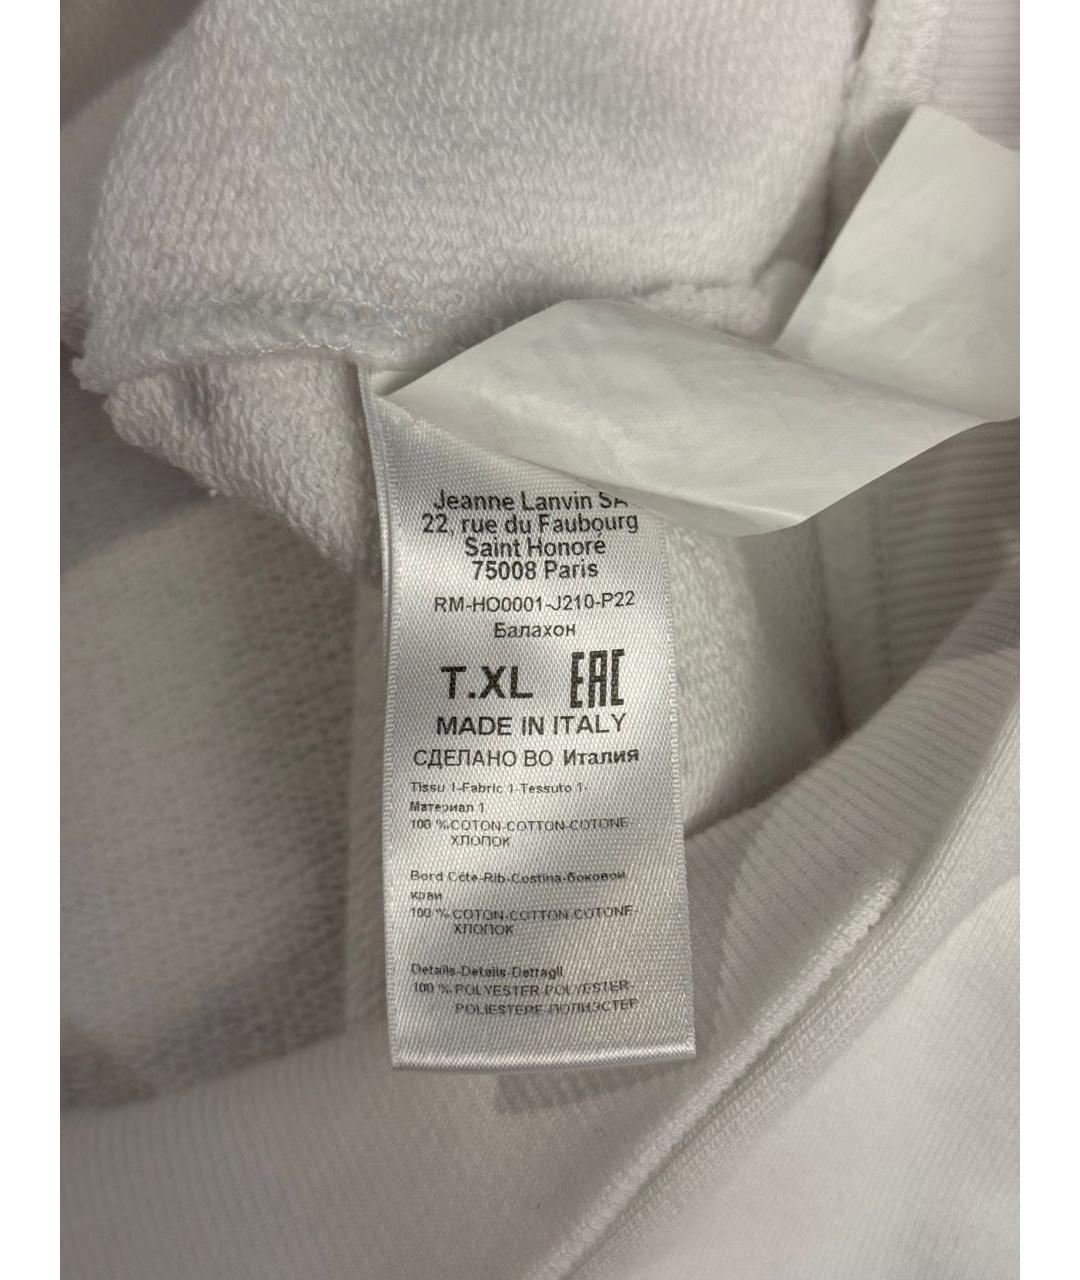 Jeanne Lanvin SA
22, rue du Faubourg
Saint Honoré
75008 Paris
RM-HO0001-J210-P22
Балахон
T.XL EAC
MADE IN ITALY
СДЕЛАНО ВО Италия
Tissu 1-Fabric 1-Tessuto 1-
Материал 1
100 % COTON-COTTON-COTONE-
ХЛОПОК
Bord Côte-Rib-Costina-боковой
край
100 % COTON-COTTON-COTONE-
ХЛОПОК
Détails-Details-Dettagli
100 % POLYESTER-POLYESTER-
POLIESTERE-ПОЛИЭСТЕР